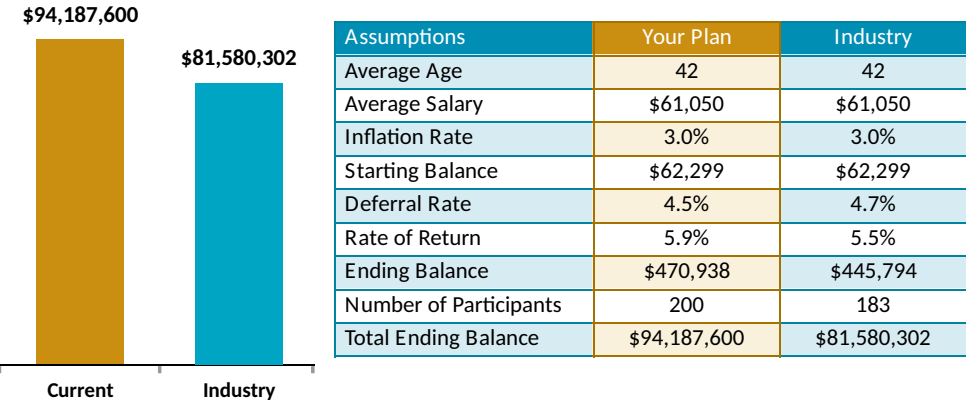 $94,187,600
$81,580,302
Current
Industry
Assumptions Your Plan Industry
Average Age 42 42
Average Salary $61,050 $61,050
Inflation Rate 3.0% 3.0%
Starting Balance $62,299 $62,299
Deferral Rate 4.5% 4.7%
Rate of Return 5.9% 5.5%
Ending Balance $470,938 $445,794
Number of Participants 200 183
Total Ending Balance $94,187,600 $81,580,302